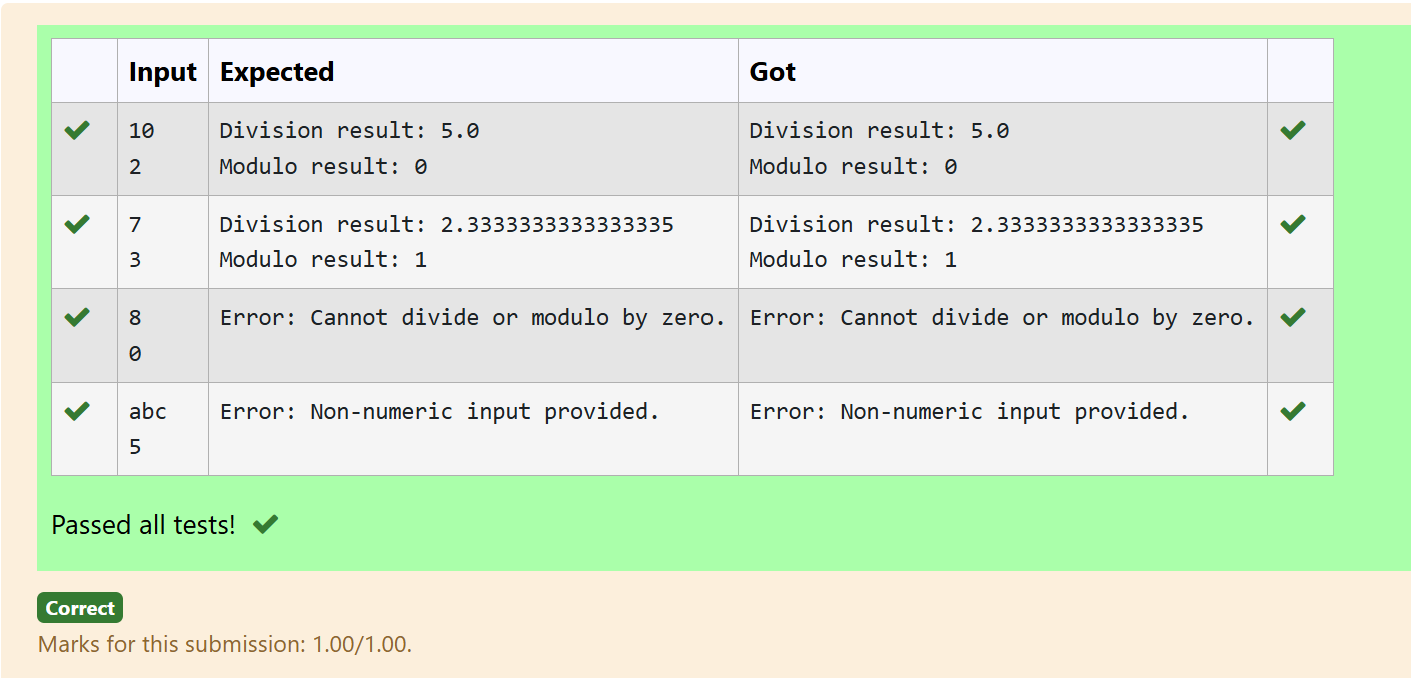 Input Expected Got
10 Division result: 5.0 Division result: 5.0
2 Modulo result: 0 Modulo result: 0
7 Division result: 2.3333333333333335 Division result: 2.3333333333333335
3 Modulo result: 1 Modulo result: 1
8 Error: Cannot divide or modulo by zero. Error: Cannot divide or modulo by zero.
0
abc Error: Non-numeric input provided. Error: Non-numeric input provided.
5
Passed all tests!
Correct
Marks for this submission: 1.00/1.00.